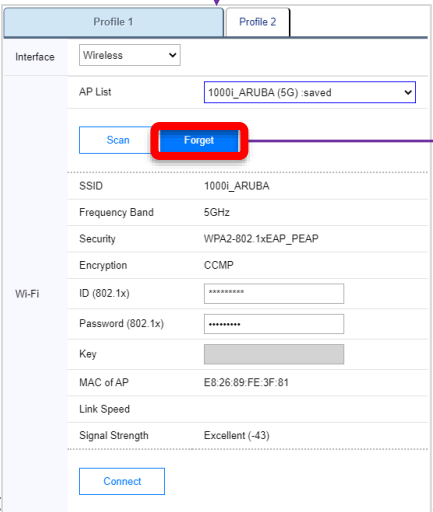 Profile 1 Profile 2
Interface Wireless
AP List 1000i_ARUBA (5G) :saved
Scan Forget
SSID 1000i_ARUBA
Frequency Band 5GHz
Security WPA2-802.1xEAP_PEAP
Encryption CCMP
Wi-Fi ID (802.1x) *********
Password (802.1x) •••••••••
Key
MAC of AP E8:26:89:FE:3F:81
Link Speed
Signal Strength Excellent (-43)
Connect